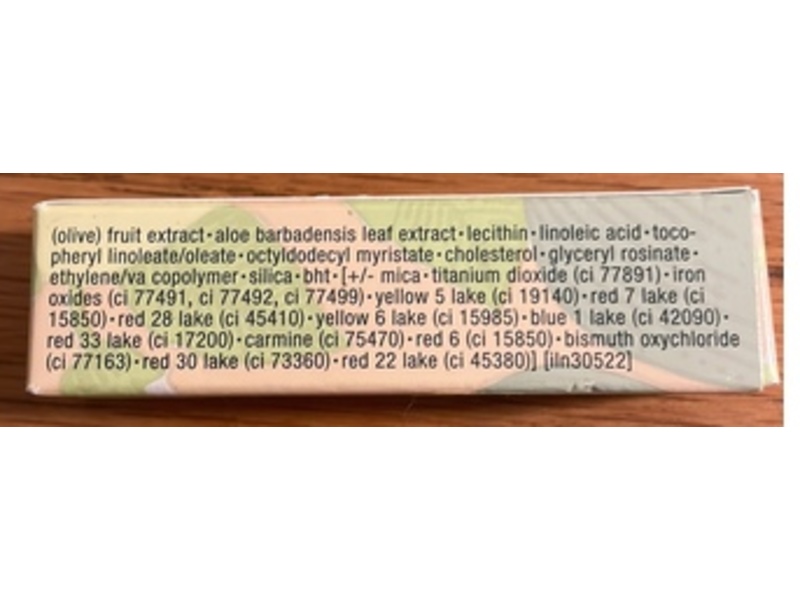 (olive) fruit extract • aloe barbadensis leaf extract • lecithin • linoleic acid • toco-
pheryl linoleate/oleate • octyldodecyl myristate • cholesterol • glyceryl rosinate •
ethylene/va copolymer • silica • bht • [+/- mica • titanium dioxide (ci 77891) • iron
oxides (ci 77491, ci 77492, ci 77499) • yellow 5 lake (ci 19140) • red 7 lake (ci
15850) • red 28 lake (ci 45410) • yellow 6 lake (ci 15985) • blue 1 lake (ci 42090) •
red 33 lake (ci 17200) • carmine (ci 75470) • red 6 (ci 15850) • bismuth oxychloride
(ci 77163) • red 30 lake (ci 73360) • red 22 lake (ci 45380)] [iln30522]